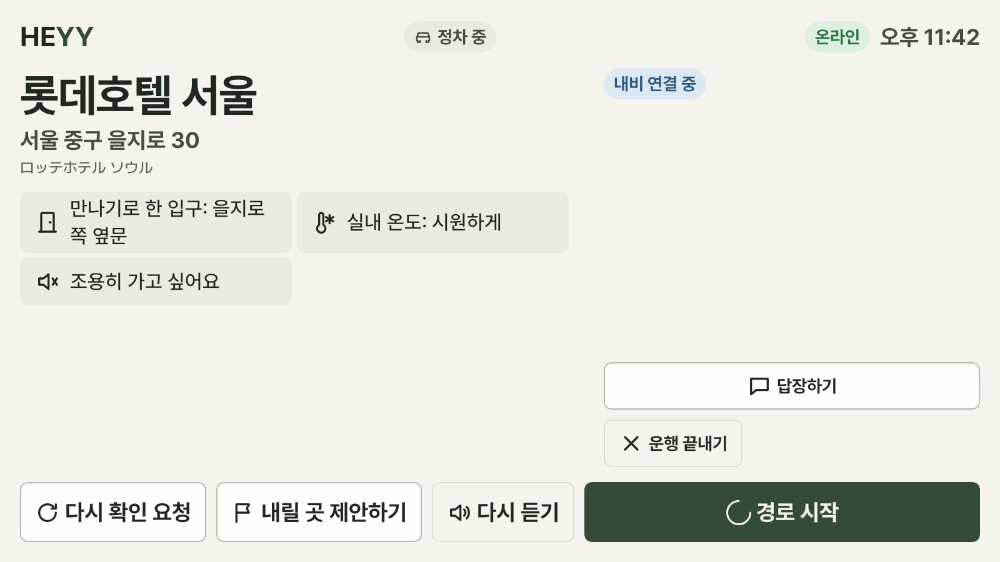 HEYY
정차 중
온라인
오후 11:42
롯데호텔 서울
내비 연결 중
서울 중구 을지로 30
ロッテホテル ソウル
만나기로 한 입구: 을지로
쪽 옆문
실내 온도: 시원하게
조용히 가고 싶어요
답장하기
운행 끝내기
다시 확인 요청
내릴 곳 제안하기
다시 듣기
경로 시작